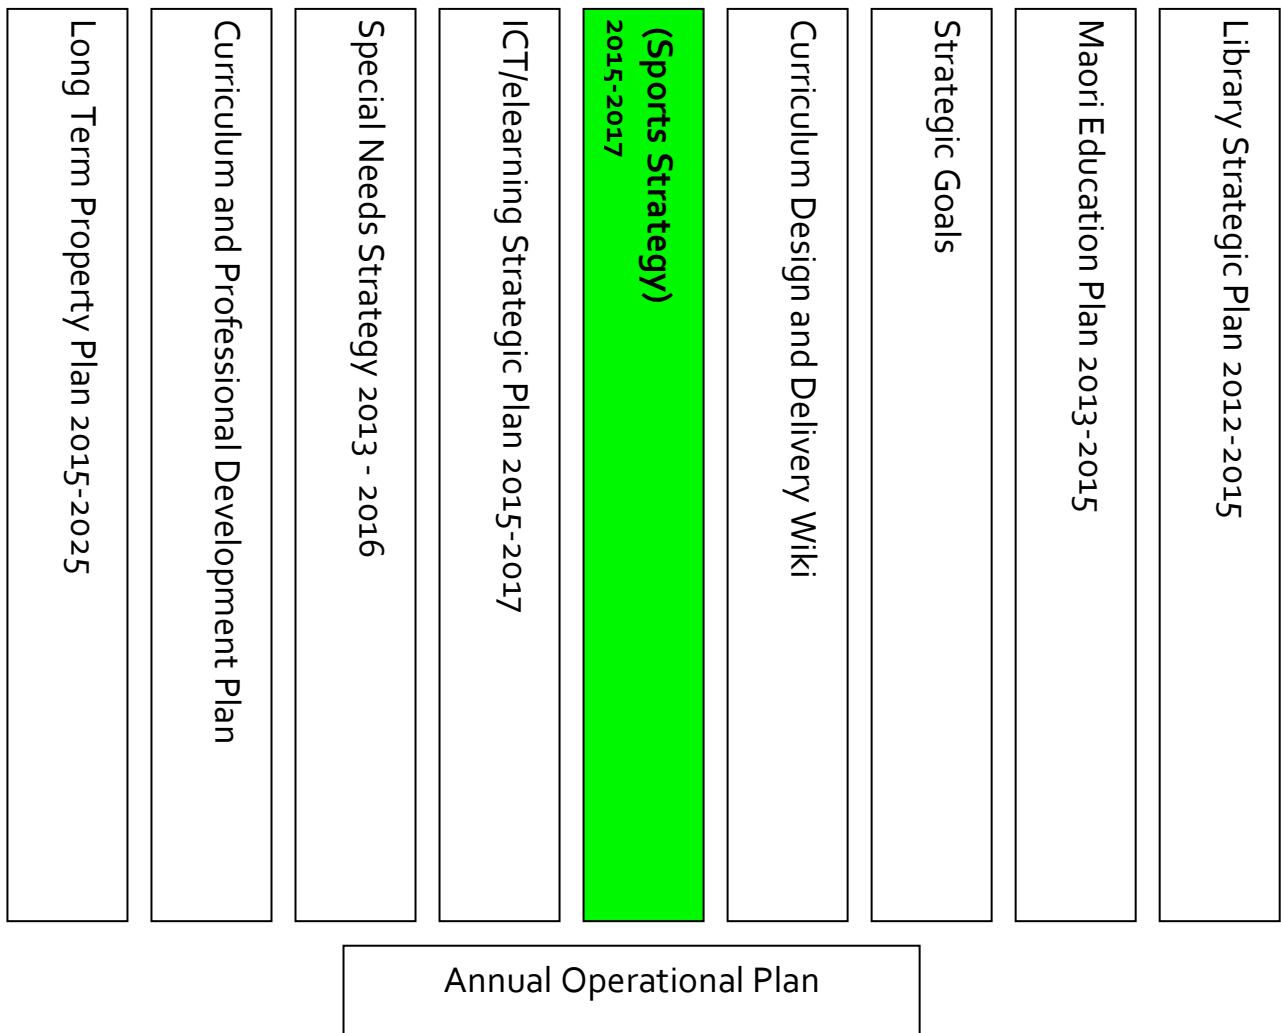 Long Term Property Plan 2015-2025
Curriculum and Professional Development Plan
Special Needs Strategy 2013 - 2016
ICT/elearning Strategic Plan 2015-2017
(Sports Strategy)
2015-2017
Curriculum Design and Delivery Wiki
Strategic Goals
Maori Education Plan 2013-2015
Library Strategic Plan 2012-2015
Annual Operational Plan